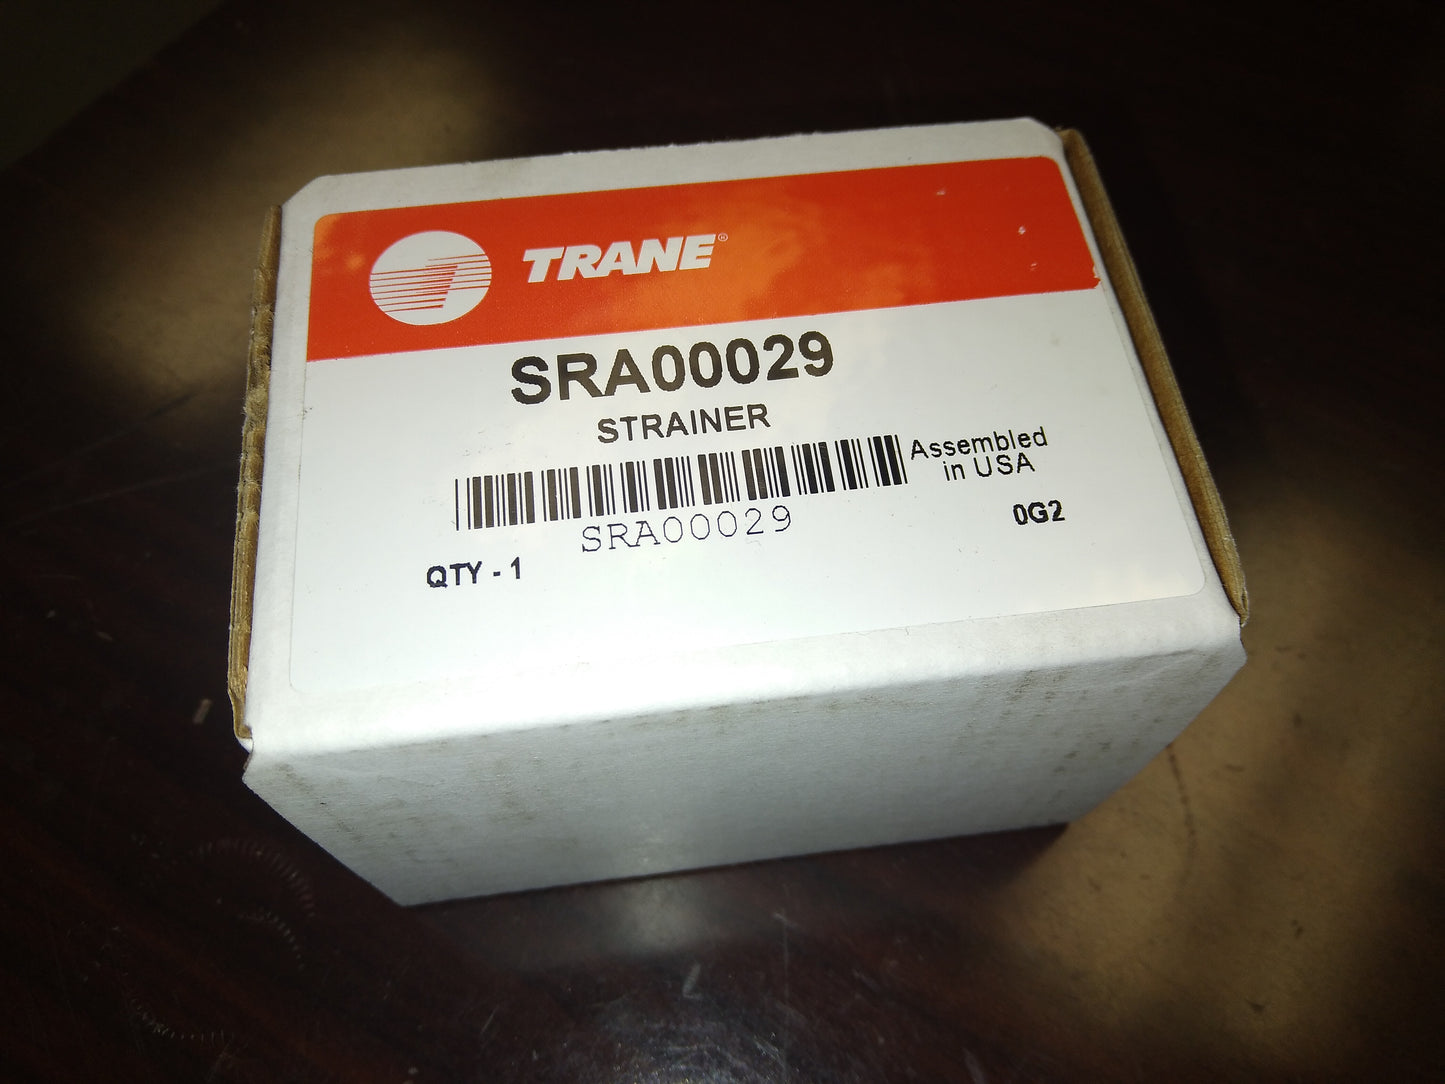 TRANE®
SRA00029
STRAINER
Assembled
in USA
SRA00029
0G2
QTY - 1